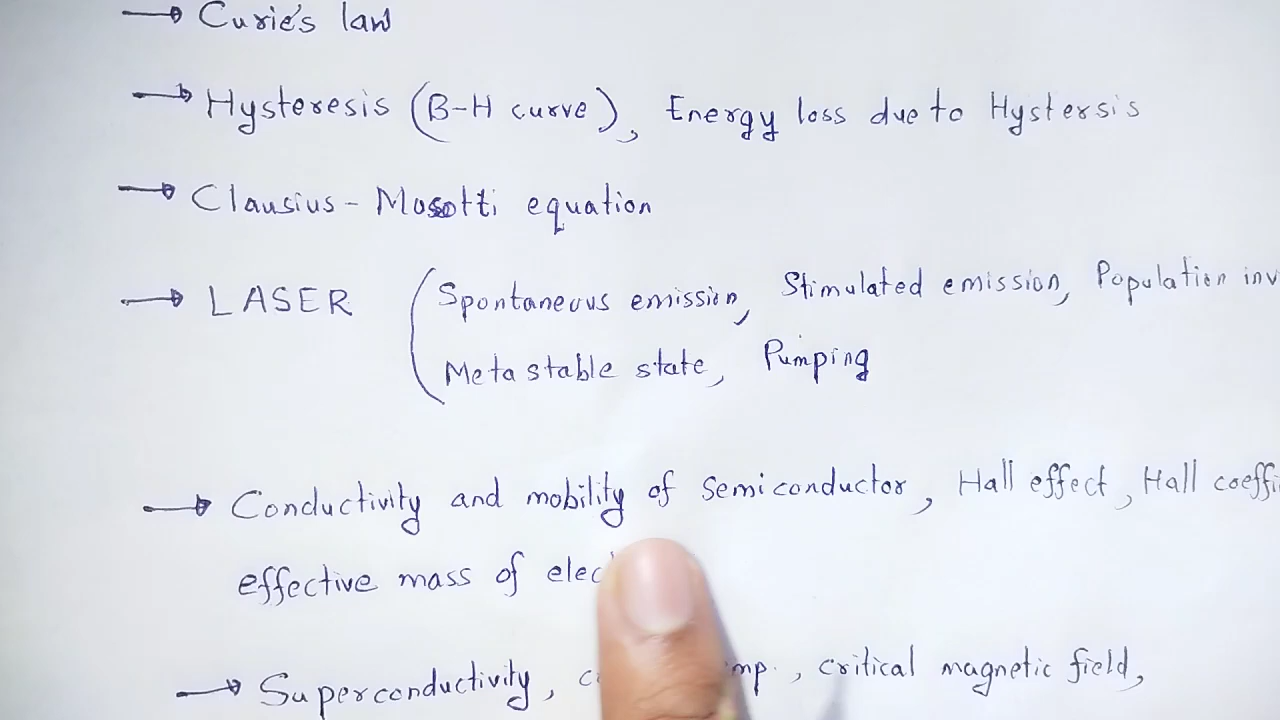 → Curie's law
→ Hysteresis (B-H curve), Energy loss due to Hystersis
→ Clausius - Mosotti equation
→ LASER (Spontaneous emission, Stimulated emission, Population
Metastable state, Pumping
→ Conductivity and mobility of semiconductor, Hall effect, Hall
effective mass of
→ Superconductivity, critical magnetic field,